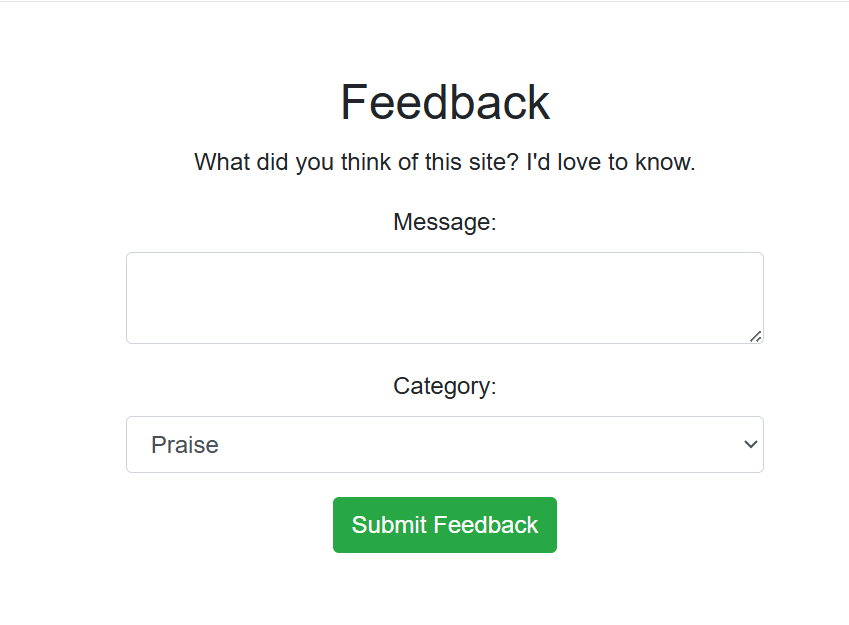 Feedback
What did you think of this site? I'd love to know.
Message:
Category:
Praise
Submit Feedback